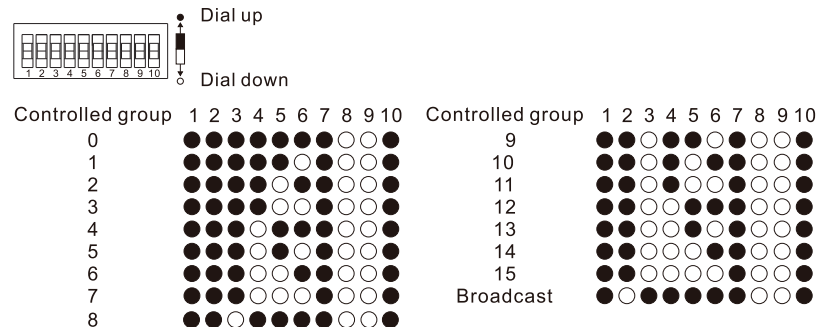 Dial up
1 2 3 4 5 6 7 8 9 10
Dial down
Controlled group 1 2 3 4 5 6 7 8 9 10
0
1
2
3
4
5
6
7
8
Controlled group 1 2 3 4 5 6 7 8 9 10
9
10
11
12
13
14
15
Broadcast